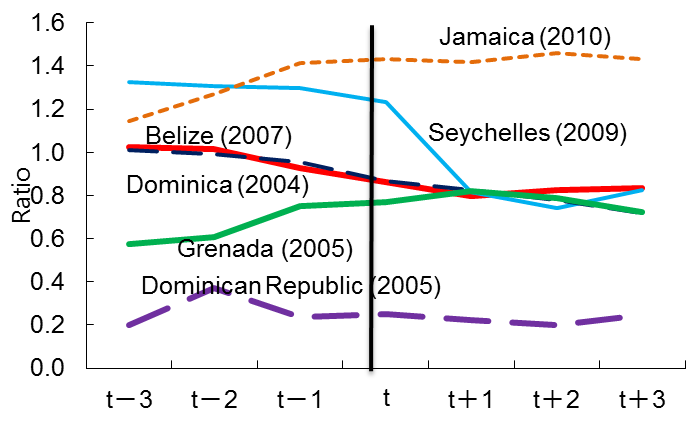 1.6
Jamaica (2010)
1.4
1.2
Belize (2007)
Seychelles (2009)
1.0
Dominica (2004)
0.8
Ratio
0.6
Grenada (2005)
0.4
Dominican Republic (2005)
0.2
0.0
t－3 t－2 t－1 t t＋1 t＋2 t＋3